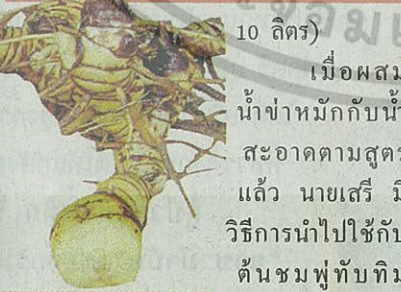 10 ลิตร)
เมื่อผสม
น้ำข่าหมักกับน้ำ
สะอาดตามสูตร
แล้ว นายเสรี มี
วิธีการนำไปใช้กับ
ต้นชมพู่ทับทิม